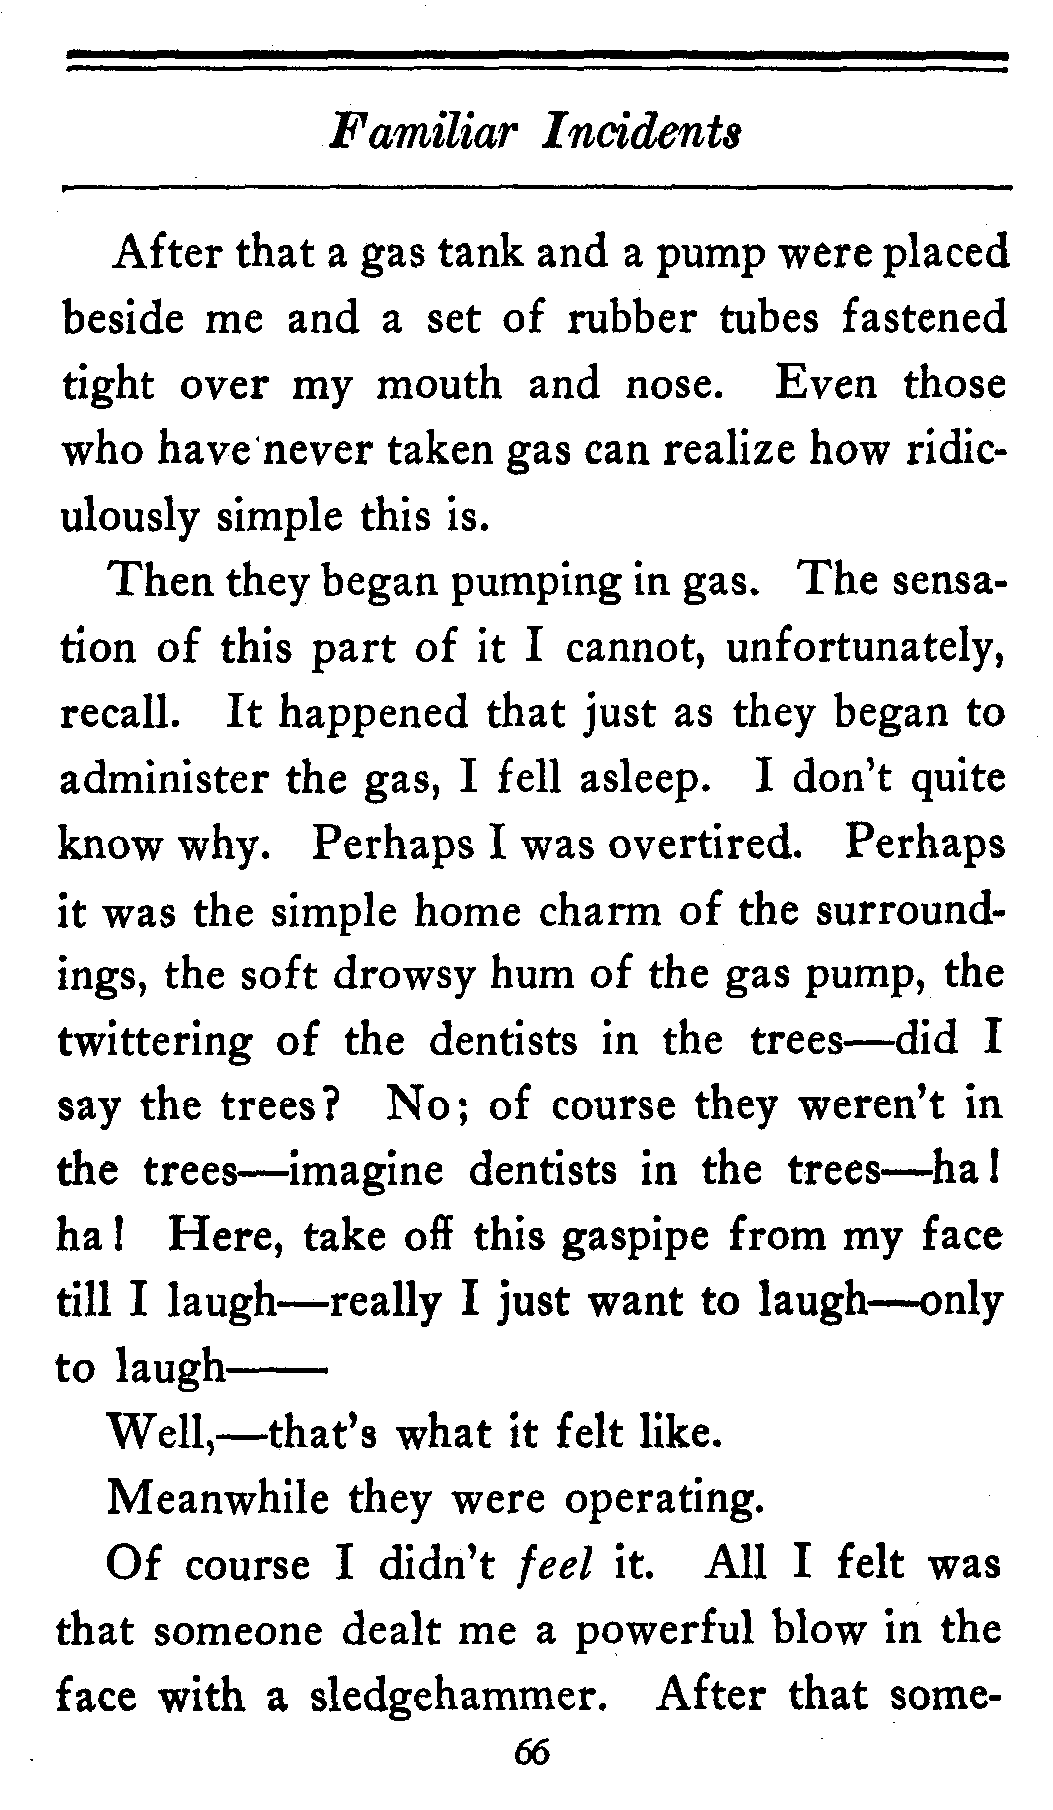 Familiar Incidents
After that a gas tank and a pump were placed
beside me and a set of rubber tubes fastened
tight over my mouth and nose. Even those
who have never taken gas can realize how ridic-
ulously simple this is.
Then they began pumping in gas. The sensa-
tion of this part of it I cannot, unfortunately,
recall. It happened that just as they began to
administer the gas, I fell asleep. I don't quite
know why. Perhaps I was overtired. Perhaps
it was the simple home charm of the surround-
ings, the soft drowsy hum of the gas pump, the
twittering of the dentists in the trees—did I
say the trees? No; of course they weren't in
the trees—imagine dentists in the trees—ha!
ha! Here, take off this gaspipe from my face
till I laugh—really I just want to laugh—only
to laugh——
Well,—that's what it felt like.
Meanwhile they were operating.
Of course I didn't feel it. All I felt was
that someone dealt me a powerful blow in the
face with a sledgehammer. After that some-
66